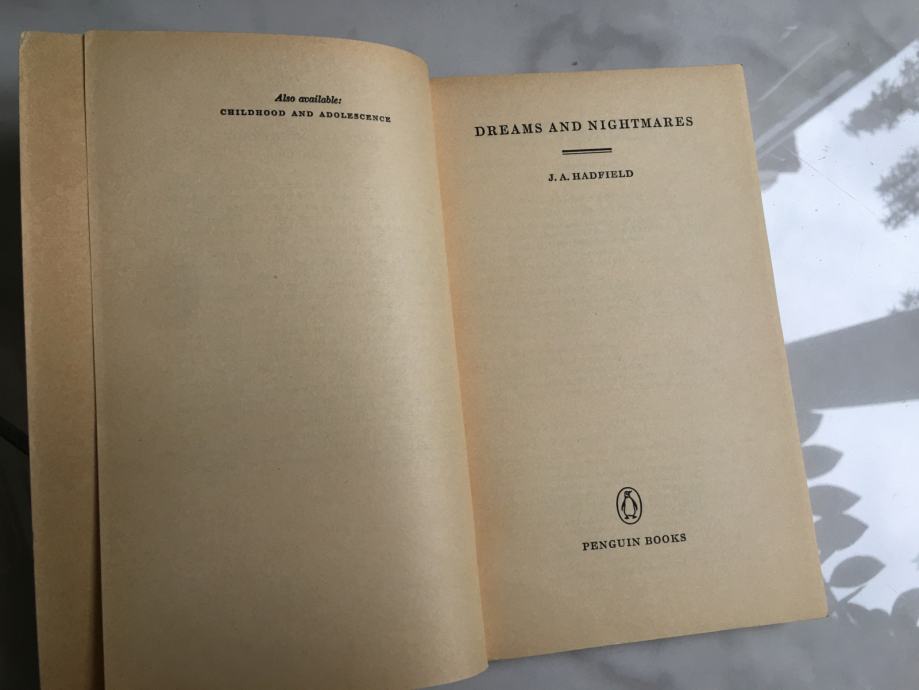 Also available:
CHILDHOOD AND ADOLESCENCE
DREAMS AND NIGHTMARES
J. A. HADFIELD
PENGUIN BOOKS